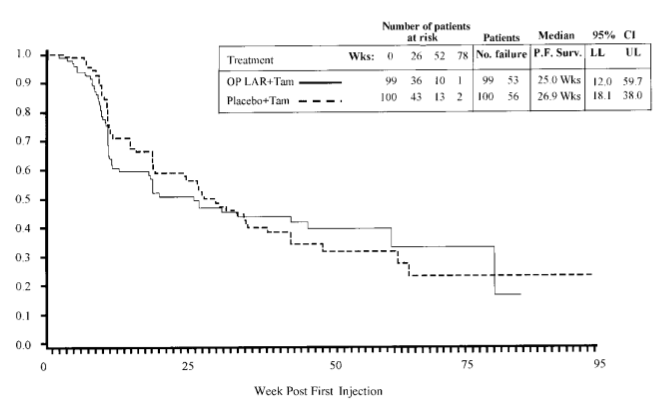 Number of patients at risk Patients Median 95% CI
Treatment Wks: 0 26 52 78 No. failure P.F. Surv. LL UL
OP LAR+Tam 99 36 10 1 99 53 25.0 Wks 12.0 59.7
Placebo+Tam 100 43 13 2 100 56 26.9 Wks 18.1 38.0
1.0
0.9
0.8
0.7
0.6
0.5
0.4
0.3
0.2
0.1
0.0
0 25 50 75 95
Week Post First Injection